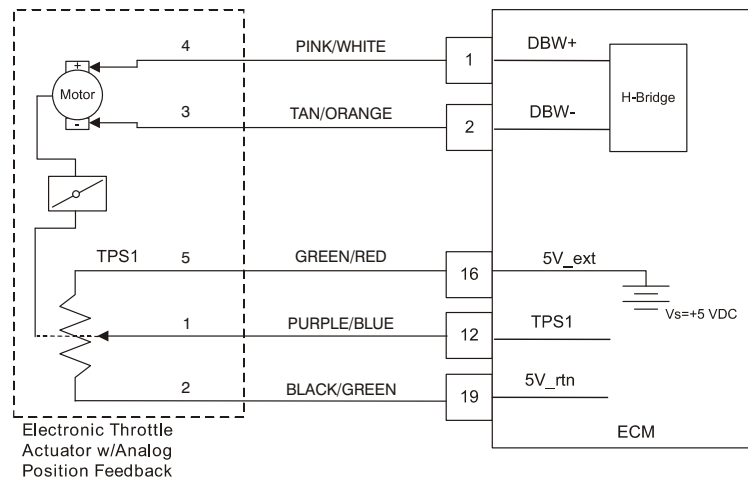 4 PINK/WHITE 1 DBW+
+
Motor
-
H-Bridge
3 TAN/ORANGE 2 DBW-
TPS1 5 GREEN/RED 16 5V_ext
Vs=+5 VDC
1 PURPLE/BLUE 12 TPS1
2 BLACK/GREEN 19 5V_rtn
ECM
Electronic Throttle
Actuator w/Analog
Position Feedback